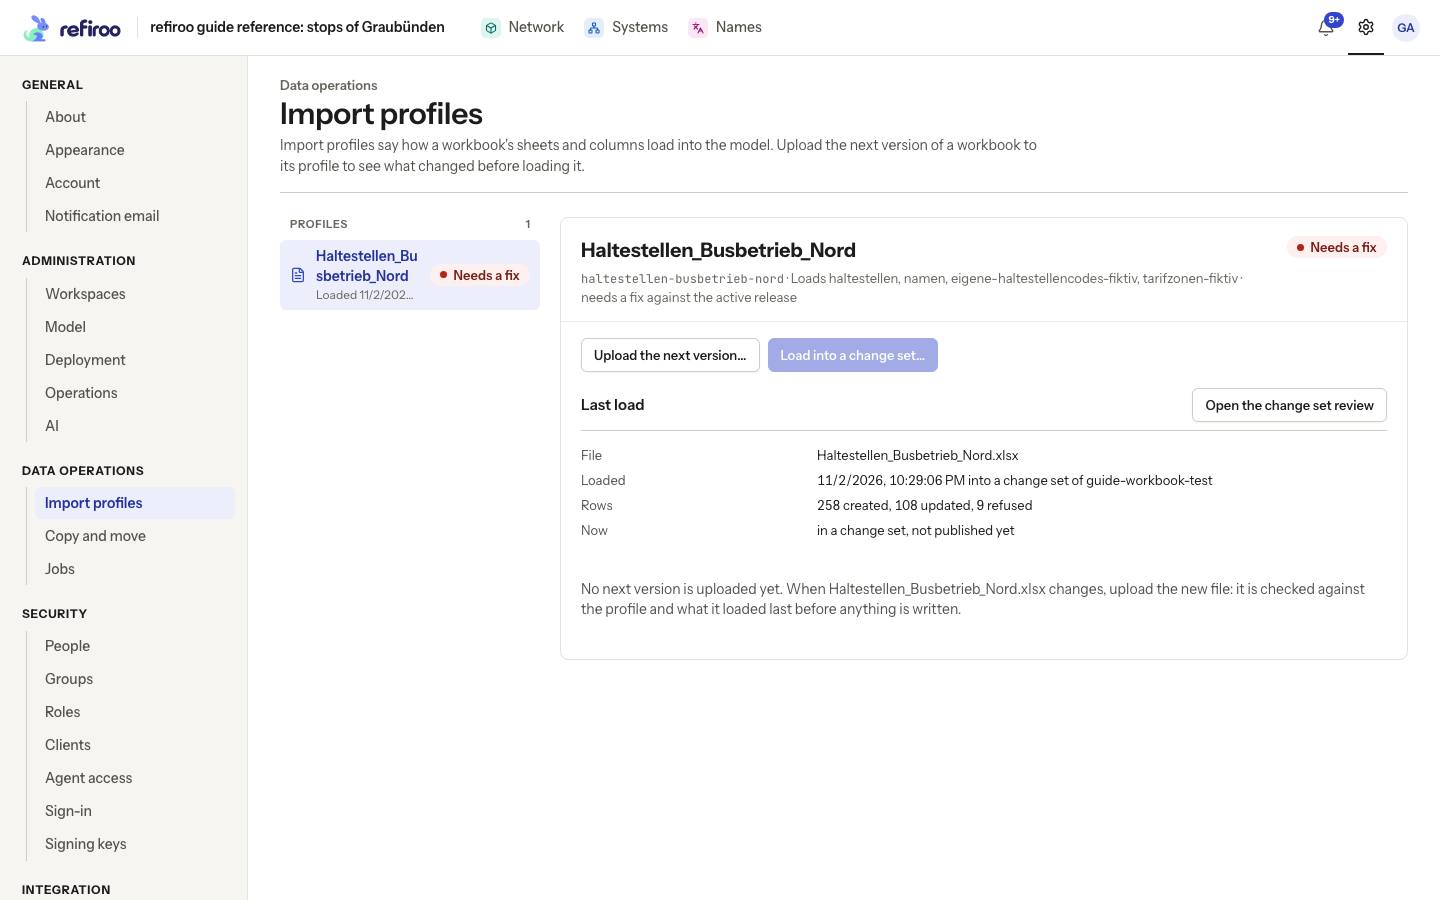 refiroo
refiroo guide reference: stops of Graubünden
Network
Systems
Names
9+
GA
GENERAL
About
Appearance
Account
Notification email
ADMINISTRATION
Workspaces
Model
Deployment
Operations
AI
DATA OPERATIONS
Import profiles
Copy and move
Jobs
SECURITY
People
Groups
Roles
Clients
Agent access
Sign-in
Signing keys
INTEGRATION
Data operations
Import profiles
Import profiles say how a workbook's sheets and columns load into the model. Upload the next version of a workbook to
its profile to see what changed before loading it.
PROFILES 1
Haltestellen_Bu
sbetrieb_Nord
Loaded 11/2/202...
Needs a fix
Haltestellen_Busbetrieb_Nord
Needs a fix
haltestellen-busbetrieb-nord · Loads haltestellen, namen, eigene-haltestellencodes-fiktiv, tarifzonen-fiktiv ·
needs a fix against the active release
Upload the next version...
Load into a change set...
Last load
Open the change set review
File Haltestellen_Busbetrieb_Nord.xlsx
Loaded 11/2/2026, 10:29:06 PM into a change set of guide-workbook-test
Rows 258 created, 108 updated, 9 refused
Now in a change set, not published yet
No next version is uploaded yet. When Haltestellen_Busbetrieb_Nord.xlsx changes, upload the new file: it is checked against
the profile and what it loaded last before anything is written.